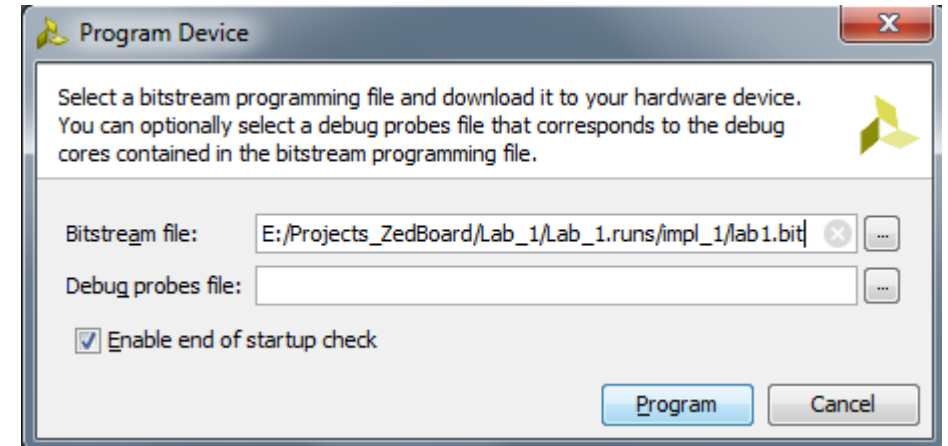 Program Device
Select a bitstream programming file and download it to your hardware device.
You can optionally select a debug probes file that corresponds to the debug
cores contained in the bitstream programming file.
Bitstream file: E:/Projects_ZedBoard/Lab_1/Lab_1.runs/impl_1/lab1.bit ...
Debug probes file: ...
Enable end of startup check
Program Cancel